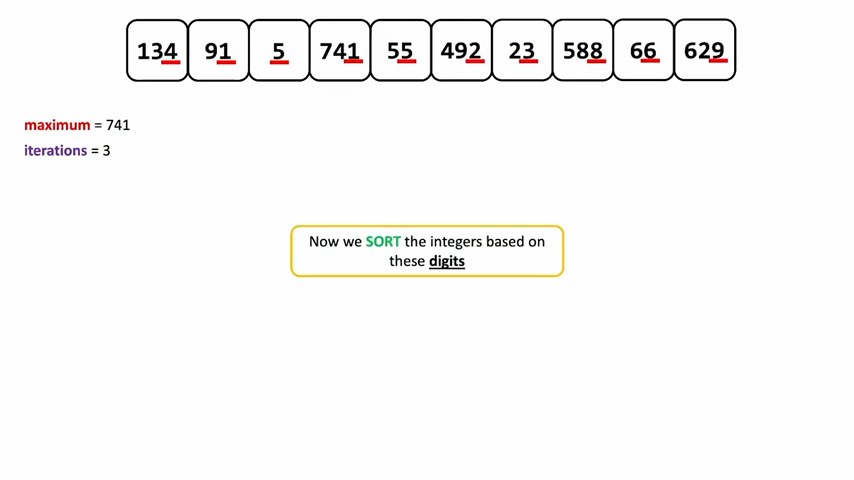 134 91 5 741 55 492 23 588 66 629
maximum = 741
iterations = 3
Now we SORT the integers based on
these digits